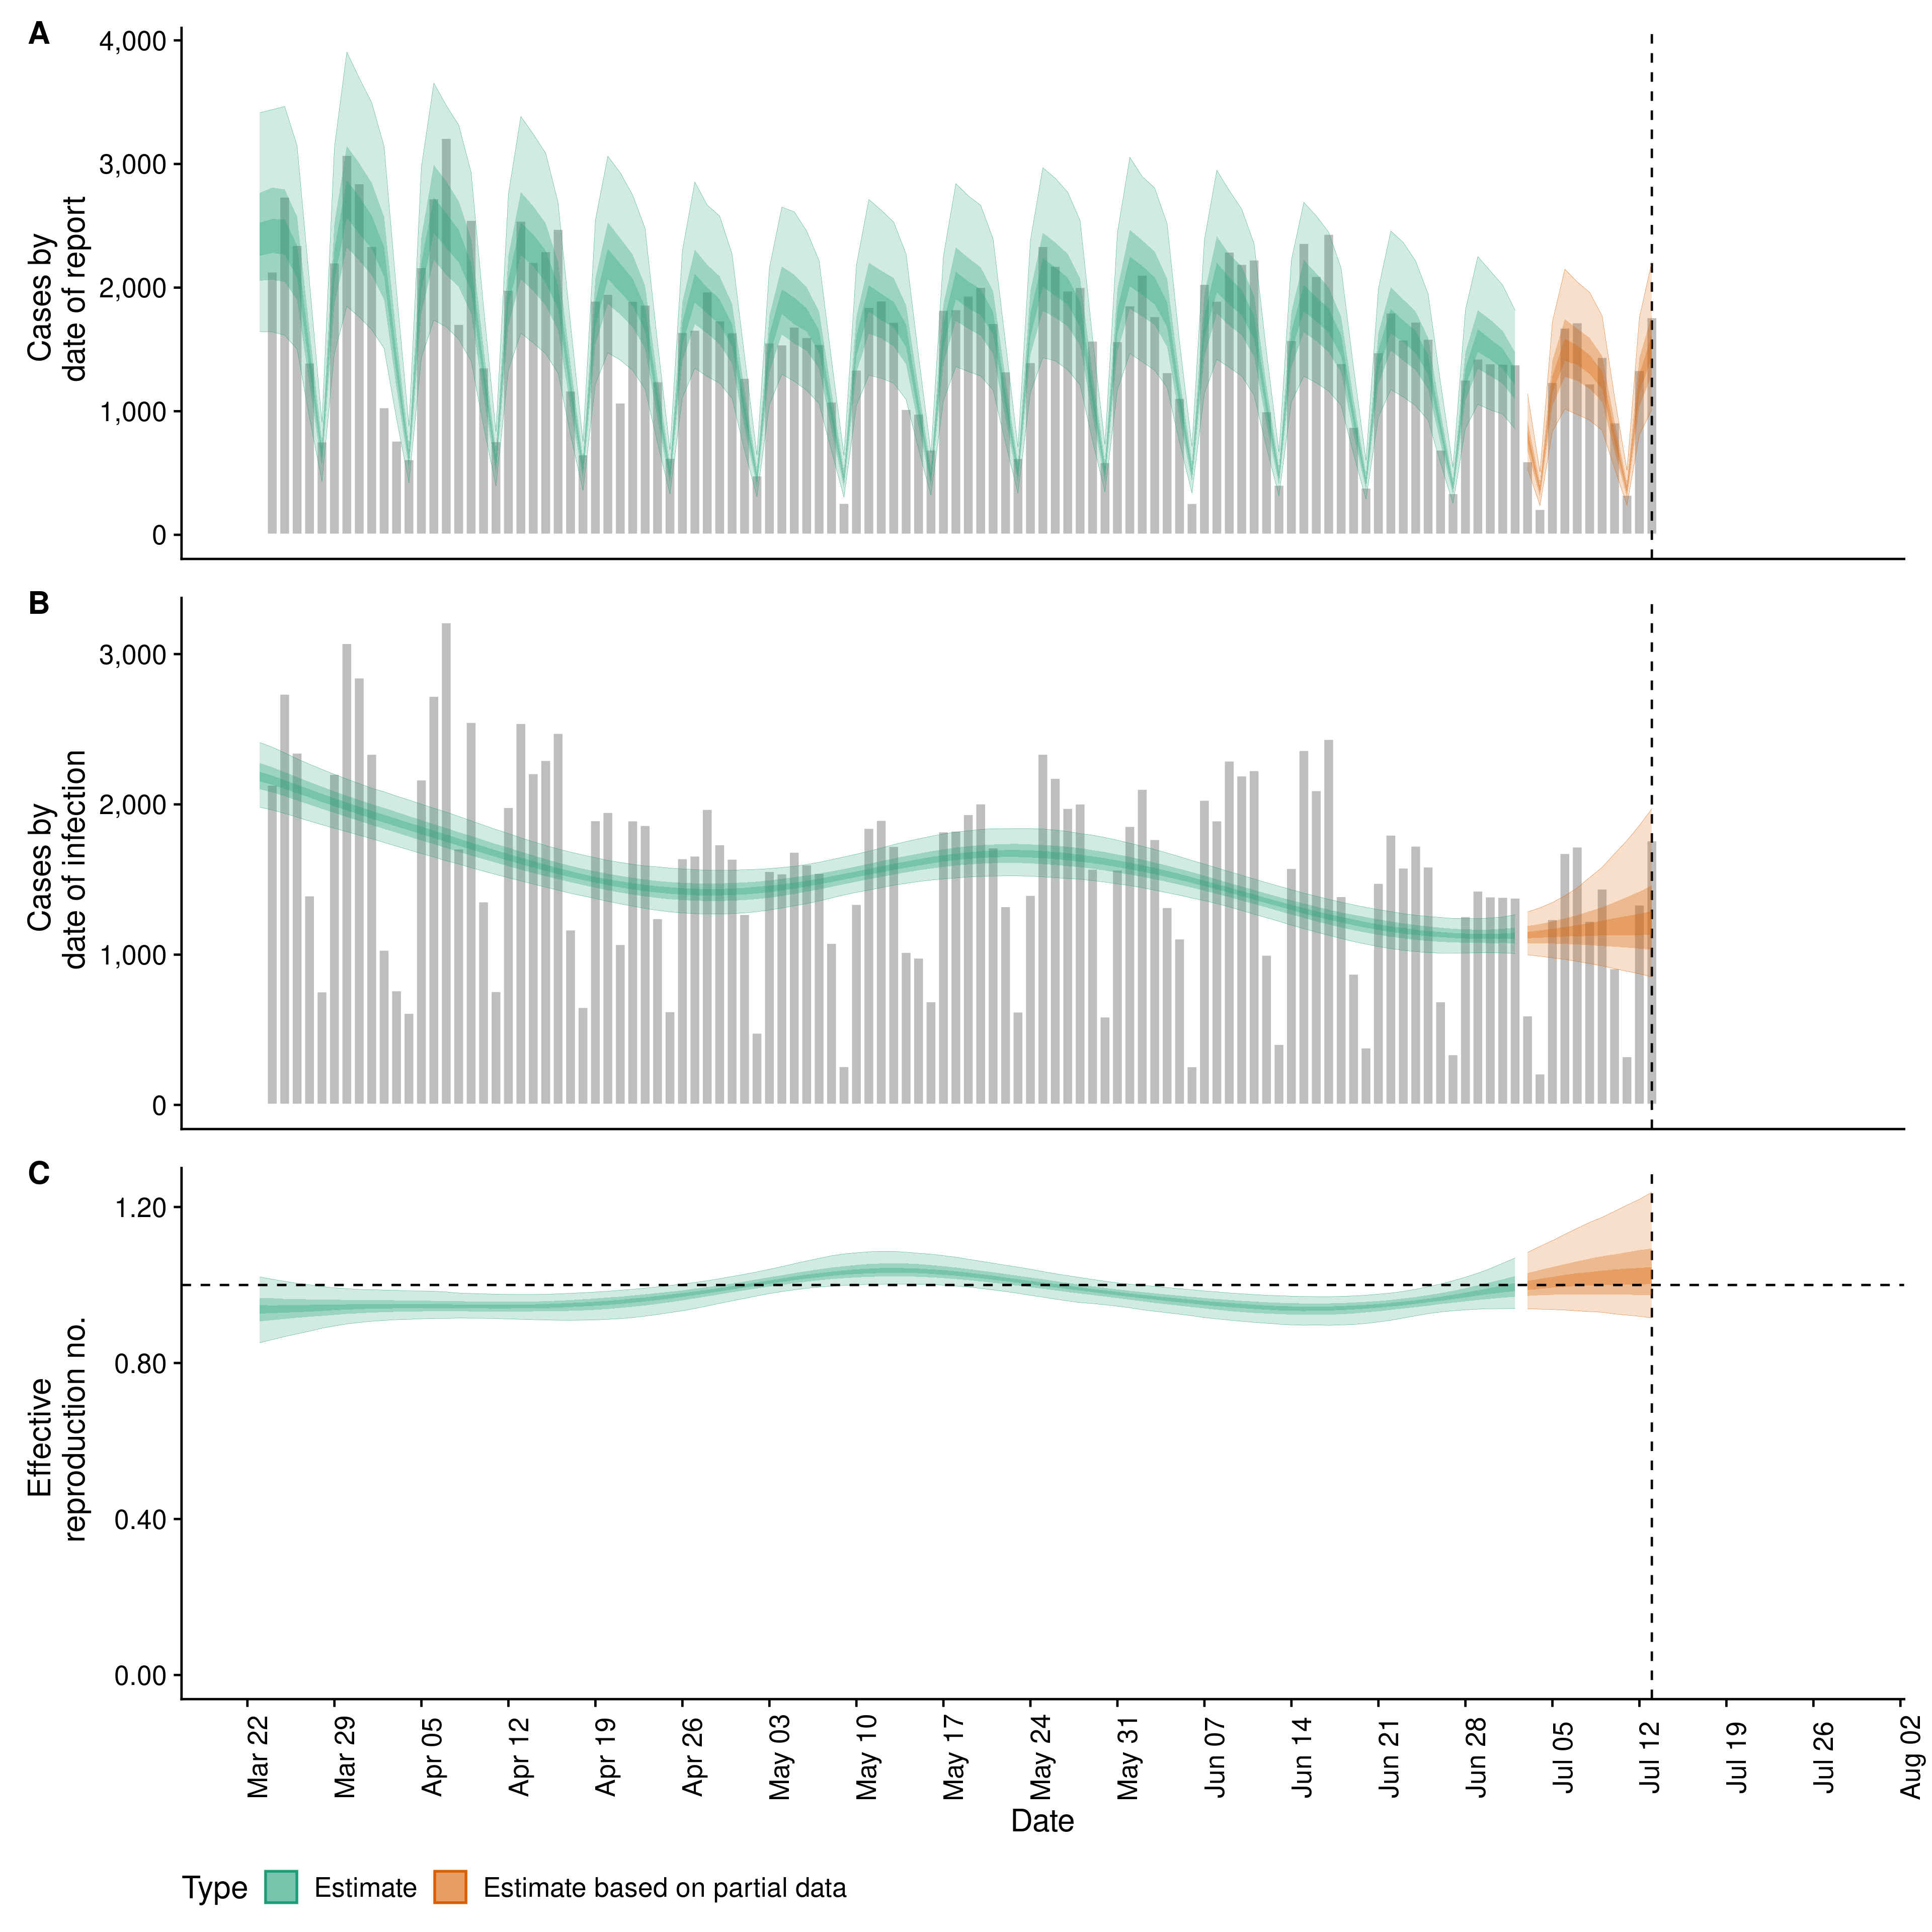 A
4,000
3,000
2,000
1,000
0
Cases by
date of report
B
3,000
2,000
1,000
0
Cases by
date of infection
C
1.20
0.80
0.40
0.00
Effective
reproduction no.
Mar 22
Mar 29
Apr 05
Apr 12
Apr 19
Apr 26
May 03
May 10
May 17
May 24
May 31
Jun 07
Jun 14
Jun 21
Jun 28
Jul 05
Jul 12
Jul 19
Jul 26
Aug 02
Date
Type Estimate Estimate based on partial data